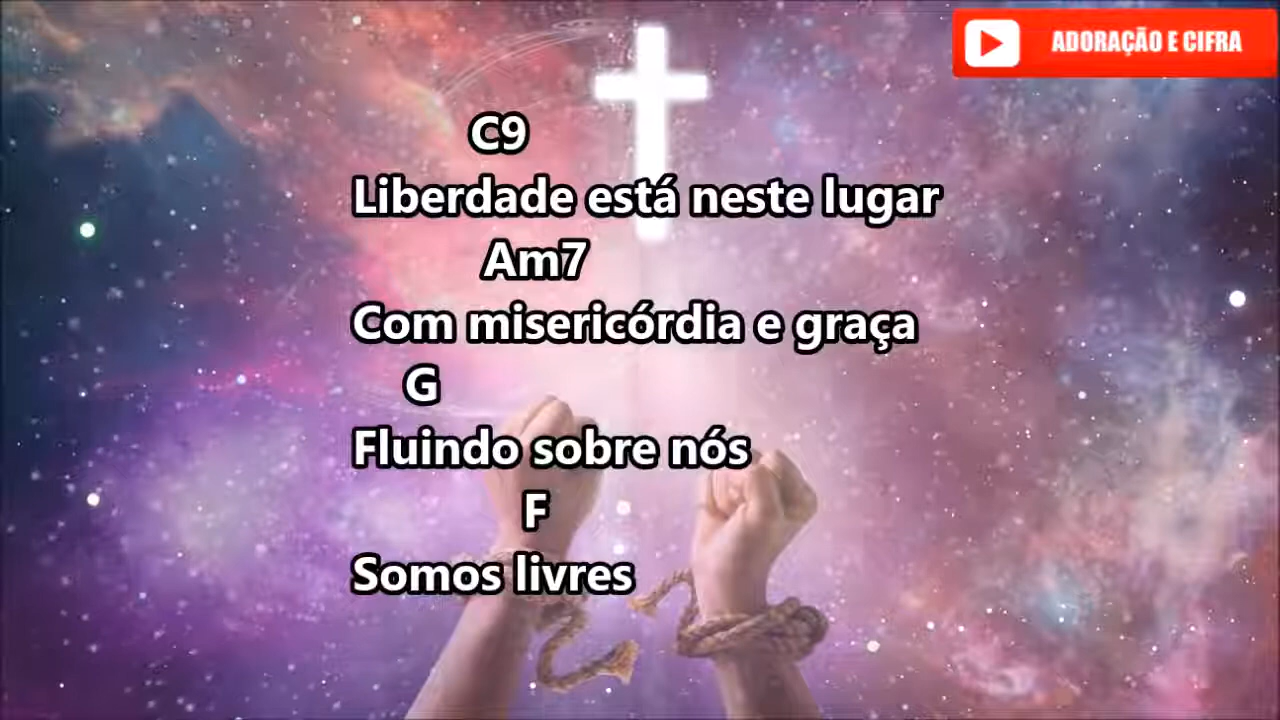 ADORAÇÃO E CIFRA
C9
Liberdade está neste lugar
Am7
Com misericórdia e graça
G
Fluindo sobre nós
F
Somos livres